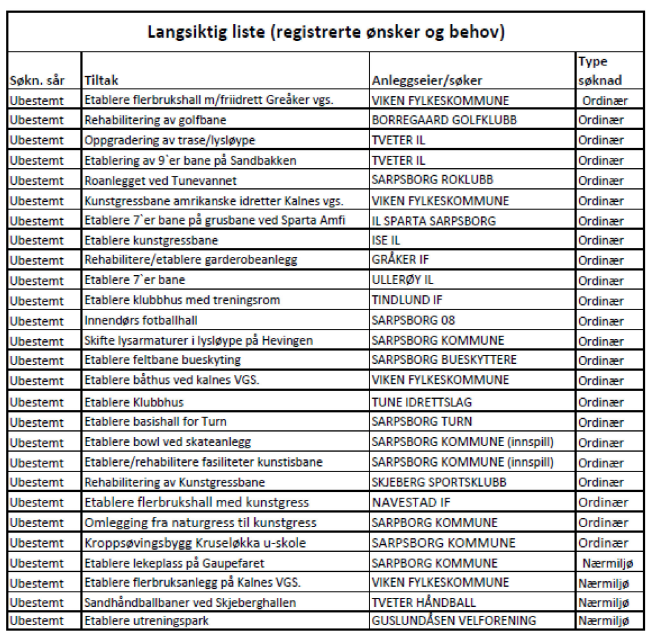 Langsiktig liste (registrerte ønsker og behov)
Søkn. sår Tiltak Anleggseier/søker Type søknad
Ubestemt Etablere flerbrukshall m/friidrett Greåker vgs. VIKEN FYLKESKOMMUNE Ordinær
Ubestemt Rehabilitering av golfbane BORREGAARD GOLFKLUBB Ordinær
Ubestemt Oppgradering av trase/lysløype TVETER IL Ordinær
Ubestemt Etablering av 9`er bane på Sandbakken TVETER IL Ordinær
Ubestemt Roanlegget ved Tunevannet SARPSBORG ROKLUBB Ordinær
Ubestemt Kunstgressbane amrikanske idretter Kalnes vgs. VIKEN FYLKESKOMMUNE Ordinær
Ubestemt Etablere 7`er bane på grusbane ved Sparta Amfi IL SPARTA SARPSBORG Ordinær
Ubestemt Etablere kunstgressbane ISE IL Ordinær
Ubestemt Rehabilitere/etablere garderobeanlegg GRÅKER IF Ordinær
Ubestemt Etablere 7`er bane ULLERØY IL Ordinær
Ubestemt Etablere klubbhus med treningsrom TINDLUND IF Ordinær
Ubestemt Innendørs fotballhall SARPSBORG 08 Ordinær
Ubestemt Skifte lysarmaturer i lysløype på Hevingen SARPSBORG KOMMUNE Ordinær
Ubestemt Etablere feltbane bueskyting SARPSBORG BUESKYTTERE Ordinær
Ubestemt Etablere båthus ved kalnes VGS. VIKEN FYLKESKOMMUNE Ordinær
Ubestemt Etablere Klubbhus TUNE IDRETTSLAG Ordinær
Ubestemt Etablere basishall for Turn SARPSBORG TURN Ordinær
Ubestemt Etablere bowl ved skateanlegg SARPSBORG KOMMUNE (innspill) Ordinær
Ubestemt Etablere/rehabilitere fasiliteter kunstisbane SARPSBORG KOMMUNE (innspill) Ordinær
Ubestemt Rehabilitering av Kunstgressbane SKJEBERG SPORTSKLUBB Ordinær
Ubestemt Etablere flerbrukshall med kunstgress NAVESTAD IF Ordinær
Ubestemt Omlegging fra naturgress til kunstgress SARPBORG KOMMUNE Ordinær
Ubestemt Kroppsøvingsbygg Kruseløkka u-skole SARPSBORG KOMMUNE Ordinær
Ubestemt Etablere lekeplass på Gaupefaret SARPBORG KOMMUNE Nærmiljø
Ubestemt Etablere flerbruksanlegg på Kalnes VGS. VIKEN FYLKESKOMMUNE Nærmiljø
Ubestemt Sandhåndballbaner ved Skjeberghallen TVETER HÅNDBALL Nærmiljø
Ubestemt Etablere utreningspark GUSLUNDÅSEN VELFORENING Nærmiljø